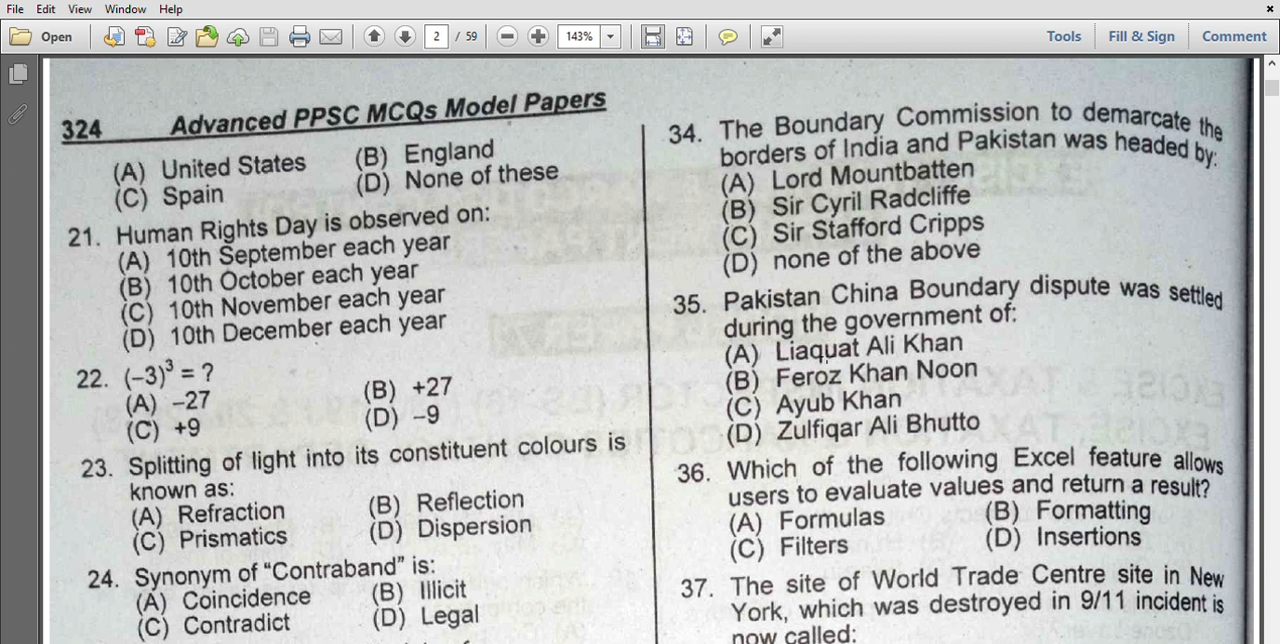 File Edit View Window Help
Open 2 / 59 143% Tools Fill & Sign Comment
324 Advanced PPSC MCQs Model Papers
(A) United States (B) England
(C) Spain (D) None of these
21. Human Rights Day is observed on:
(A) 10th September each year
(B) 10th October each year
(C) 10th November each year
(D) 10th December each year
22. (−3)³ = ?
(A) −27 (B) +27
(C) +9 (D) −9
23. Splitting of light into its constituent colours is
known as:
(A) Refraction (B) Reflection
(C) Prismatics (D) Dispersion
24. Synonym of “Contraband” is:
(A) Coincidence (B) Illicit
(C) Contradict (D) Legal
34. The Boundary Commission to demarcate the
borders of India and Pakistan was headed by:
(A) Lord Mountbatten
(B) Sir Cyril Radcliffe
(C) Sir Stafford Cripps
(D) none of the above
35. Pakistan China Boundary dispute was settled
during the government of:
(A) Liaquat Ali Khan
(B) Feroz Khan Noon
(C) Ayub Khan
(D) Zulfiqar Ali Bhutto
36. Which of the following Excel feature allows
users to evaluate values and return a result?
(A) Formulas (B) Formatting
(C) Filters (D) Insertions
37. The site of World Trade Centre site in New
York, which was destroyed in 9/11 incident is
now called: